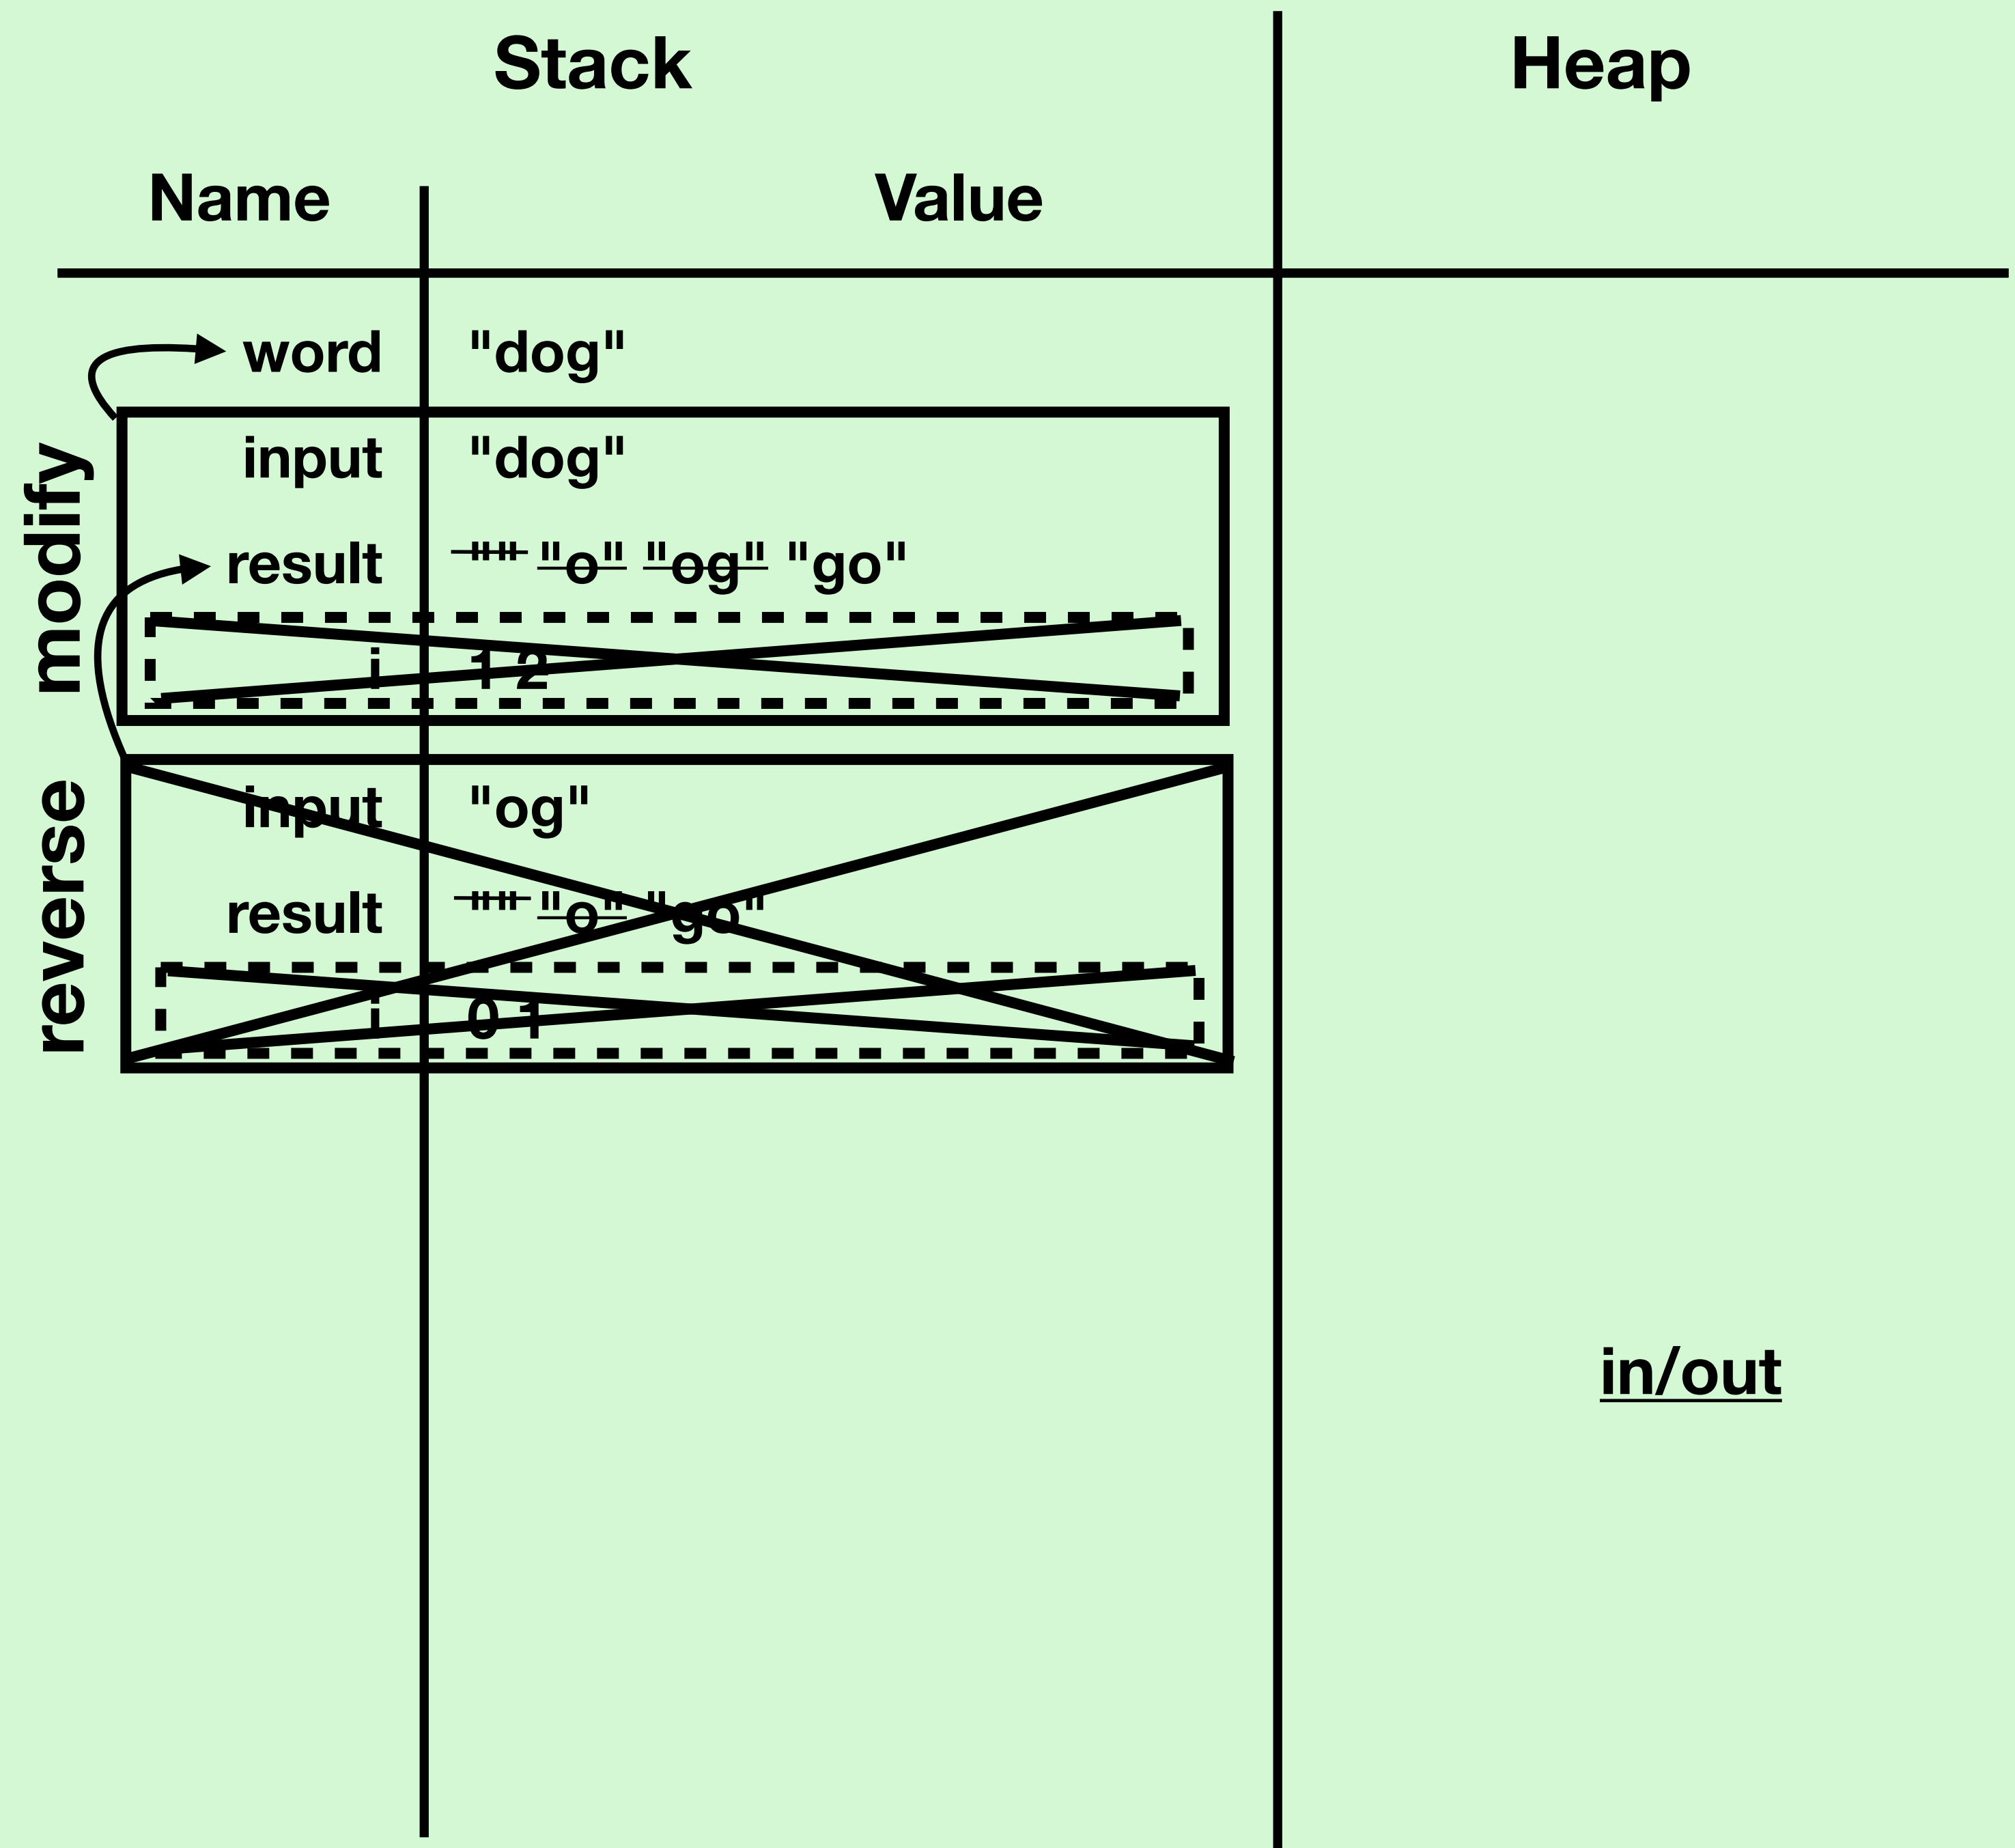 Stack Heap
Name Value
word "dog"
modify
input "dog"
result "" "o" "og" "go"
i 1 2
reverse
input "og"
result "" "o" "go"
i 0 1
in/out